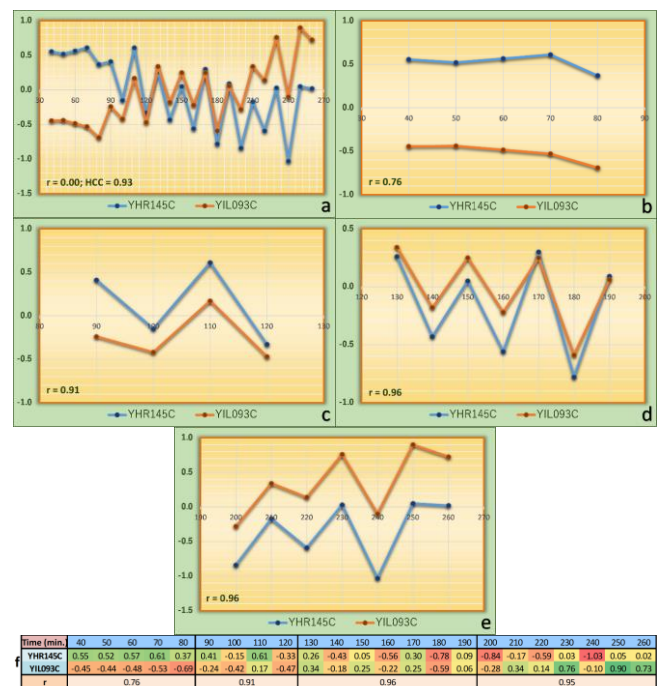 1.0
0.5
0.0
-0.5
-1.0
-1.5
30 60 90 120 150 180 210 240 270
r = 0.00; HCC = 0.93
YHR145C YIL093C
a
1.0
0.5
0.0
-0.5
-1.0
30 40 50 60 70 80 90
r = 0.76
YHR145C YIL093C
b
1.0
0.5
0.0
-0.5
-1.0
80 90 100 110 120 130
r = 0.91
YHR145C YIL093C
c
1.0
0.5
0.0
-0.5
-1.0
120 130 140 150 160 170 180 190 200
r = 0.96
YHR145C YIL093C
d
1.0
0.5
0.0
-0.5
-1.0
-1.5
190 200 210 220 230 240 250 260 270
r = 0.96
YHR145C YIL093C
e
f
Time (min.) 40 50 60 70 80 90 100 110 120 130 140 150 160 170 180 190 200 210 220 230 240 250 260
YHR145C 0.55 0.52 0.57 0.61 0.37 0.41 -0.15 0.61 -0.33 0.26 -0.43 0.05 -0.56 0.30 -0.78 0.09 -0.84 -0.17 -0.59 0.03 -1.03 0.05 0.02
YIL093C -0.45 -0.44 -0.48 -0.53 -0.69 -0.24 -0.42 0.17 -0.47 0.34 -0.18 0.25 -0.22 0.25 -0.59 0.06 -0.28 0.34 0.14 0.76 -0.10 0.90 0.73
r 0.76 0.91 0.96 0.95